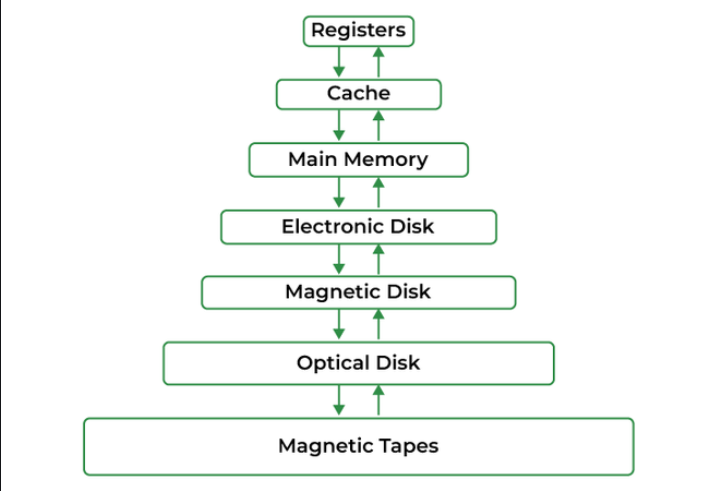 Registers
Cache
Main Memory
Electronic Disk
Magnetic Disk
Optical Disk
Magnetic Tapes